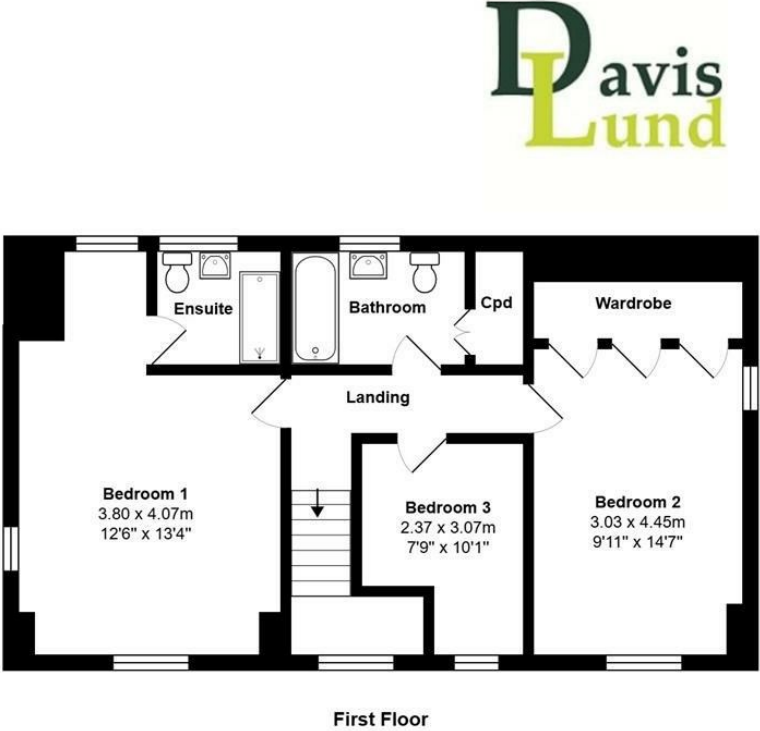 Davis
Lund
Ensuite
Bathroom
Cpd
Wardrobe
Landing
Bedroom 1
3.80 x 4.07m
12'6" x 13'4"
Bedroom 3
2.37 x 3.07m
7'9" x 10'1"
Bedroom 2
3.03 x 4.45m
9'11" x 14'7"
First Floor